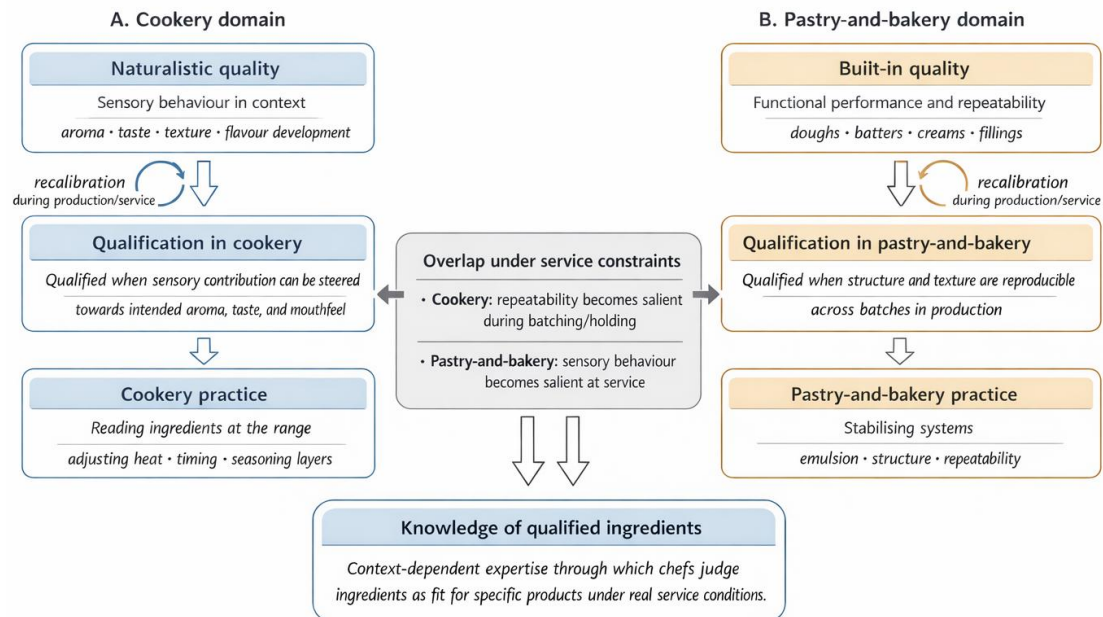 A. Cookery domain
Naturalistic quality
Sensory behaviour in context
aroma · taste · texture · flavour development
recalibration
during production/service
Qualification in cookery
Qualified when sensory contribution can be steered
towards intended aroma, taste, and mouthfeel
Cookery practice
Reading ingredients at the range
adjusting heat · timing · seasoning layers
Overlap under service constraints
• Cookery: repeatability becomes salient
during batching/holding
• Pastry-and-bakery: sensory behaviour
becomes salient at service
B. Pastry-and-bakery domain
Built-in quality
Functional performance and repeatability
doughs · batters · creams · fillings
recalibration
during production/service
Qualification in pastry-and-bakery
Qualified when structure and texture are reproducible
across batches in production
Pastry-and-bakery practice
Stabilising systems
emulsion · structure · repeatability
Knowledge of qualified ingredients
Context-dependent expertise through which chefs judge
ingredients as fit for specific products under real service conditions.